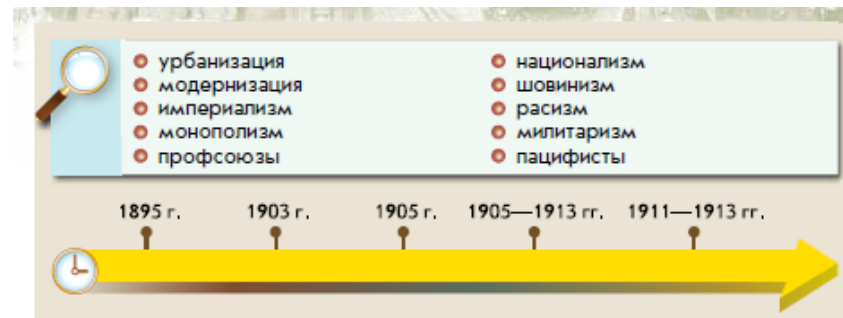 урбанизация
модернизация
империализм
монополизм
профсоюзы
национализм
шовинизм
расизм
милитаризм
пацифисты
1895 г. 1903 г. 1905 г. 1905—1913 гг. 1911—1913 гг.